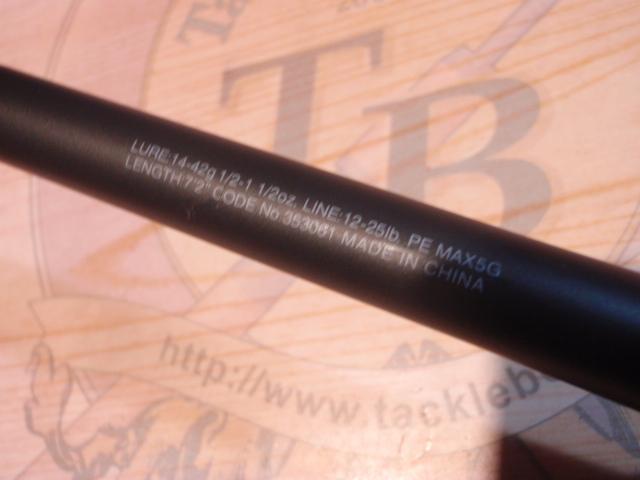 TB
LURE:14-42g 1/2-1 1/2oz. LINE:12-25lb. PE MAX5G
LENGTH:7'2" CODE No 353061 MADE IN CHINA
http://www.tackleb